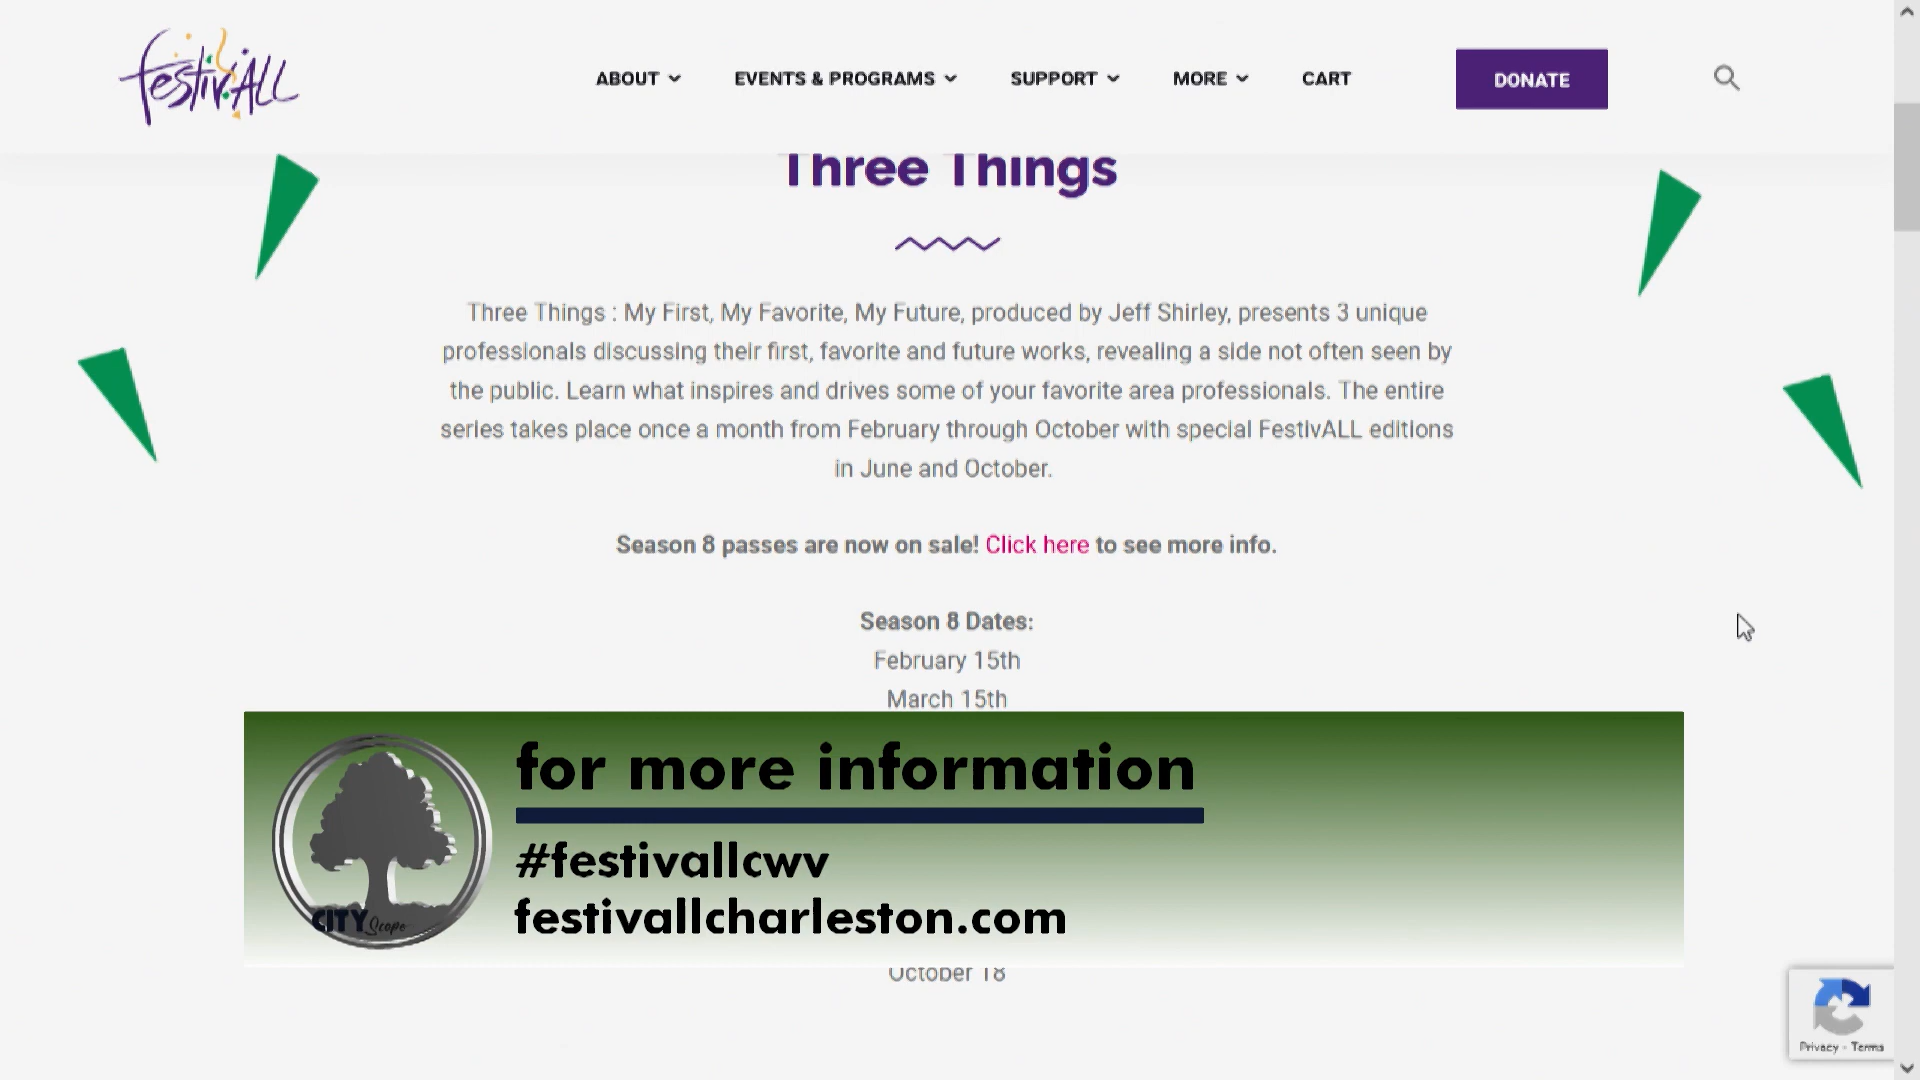 festivALL
ABOUT
EVENTS & PROGRAMS
SUPPORT
MORE
CART
DONATE
Three Things
Three Things : My First, My Favorite, My Future, produced by Jeff Shirley, presents 3 unique
professionals discussing their first, favorite and future works, revealing a side not often seen by
the public. Learn what inspires and drives some of your favorite area professionals. The entire
series takes place once a month from February through October with special FestivALL editions
in June and October.
Season 8 passes are now on sale! Click here to see more info.
Season 8 Dates:
February 15th
March 15th
for more information
#festivallcwv
festivallcharleston.com
CITY Scope
October 18
Privacy - Terms